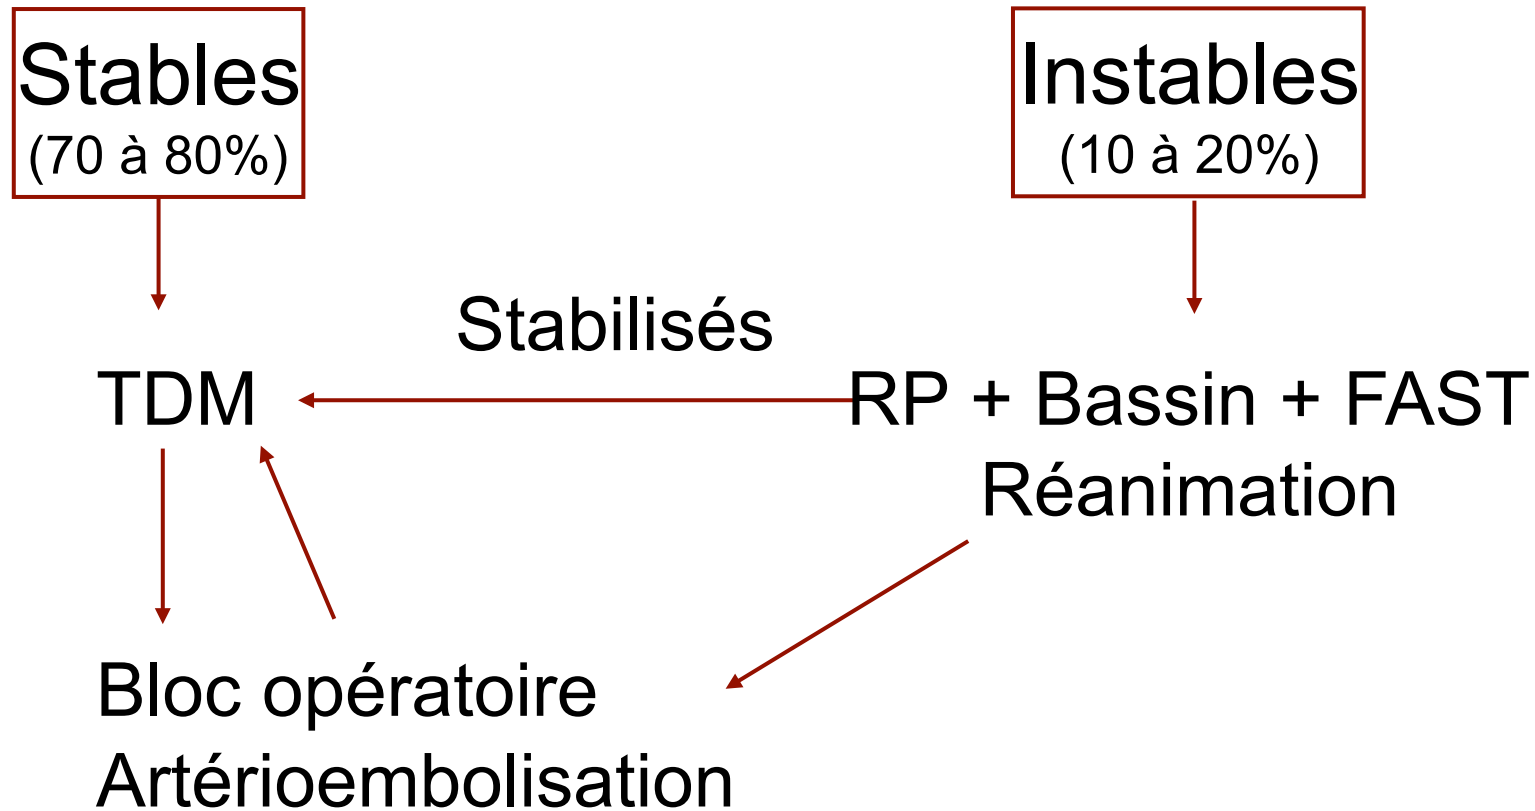 Stables
(70 à 80%)
Instables
(10 à 20%)
Stabilisés
TDM
RP + Bassin + FAST
Réanimation
Bloc opératoire
Artérioembolisation